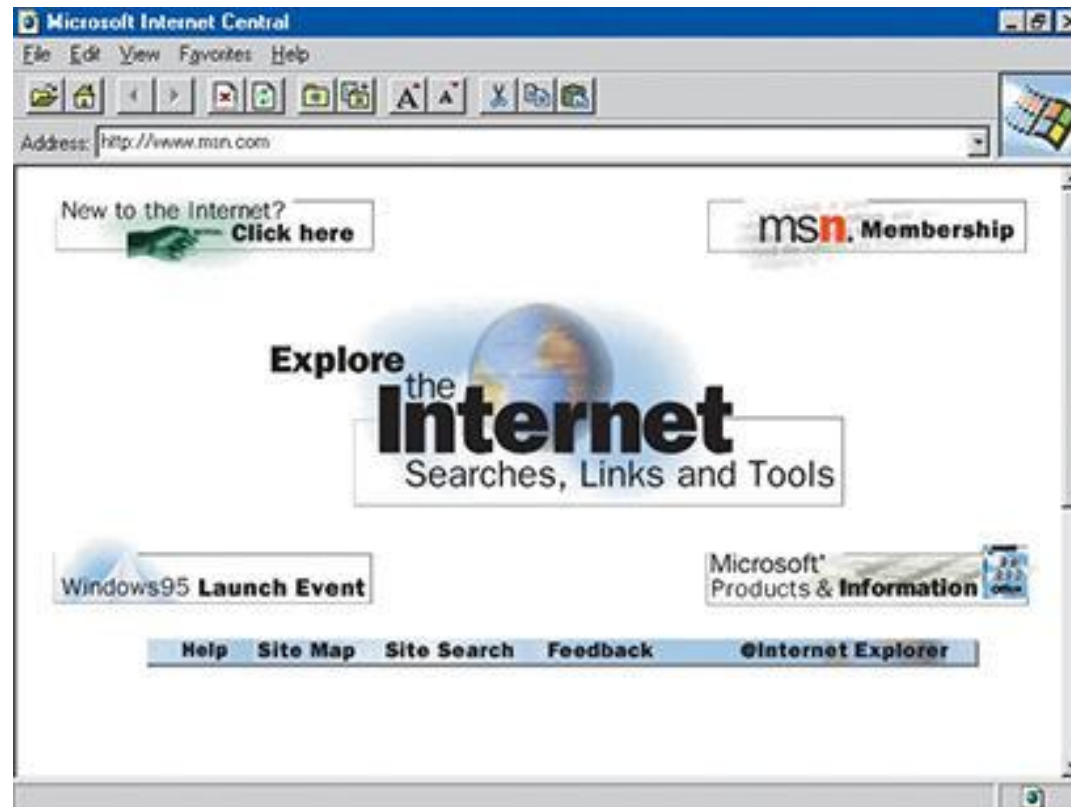 Microsoft Internet Central
File Edit View Favorites Help
A A
Address: http://www.msn.com
New to the Internet?
Click here
msn. Membership
Explore
the
Internet
Searches, Links and Tools
Windows95 Launch Event
Microsoft
Products & Information
Office
Help Site Map Site Search Feedback @Internet Explorer